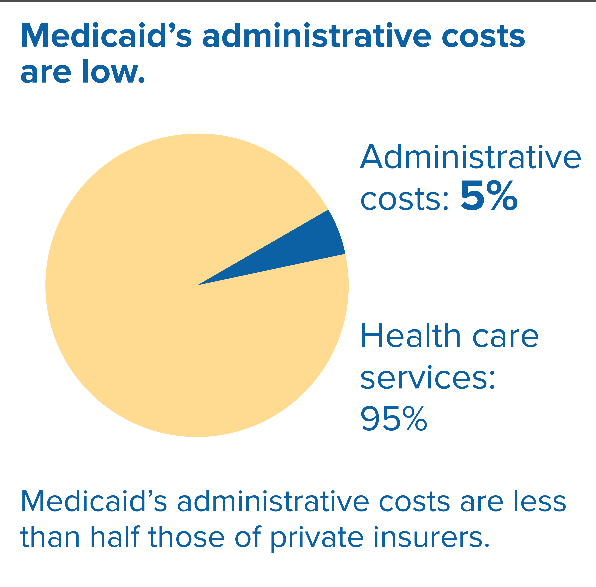 Medicaid’s administrative costs
are low.
Administrative
costs: 5%
Health care
services:
95%
Medicaid’s administrative costs are less
than half those of private insurers.